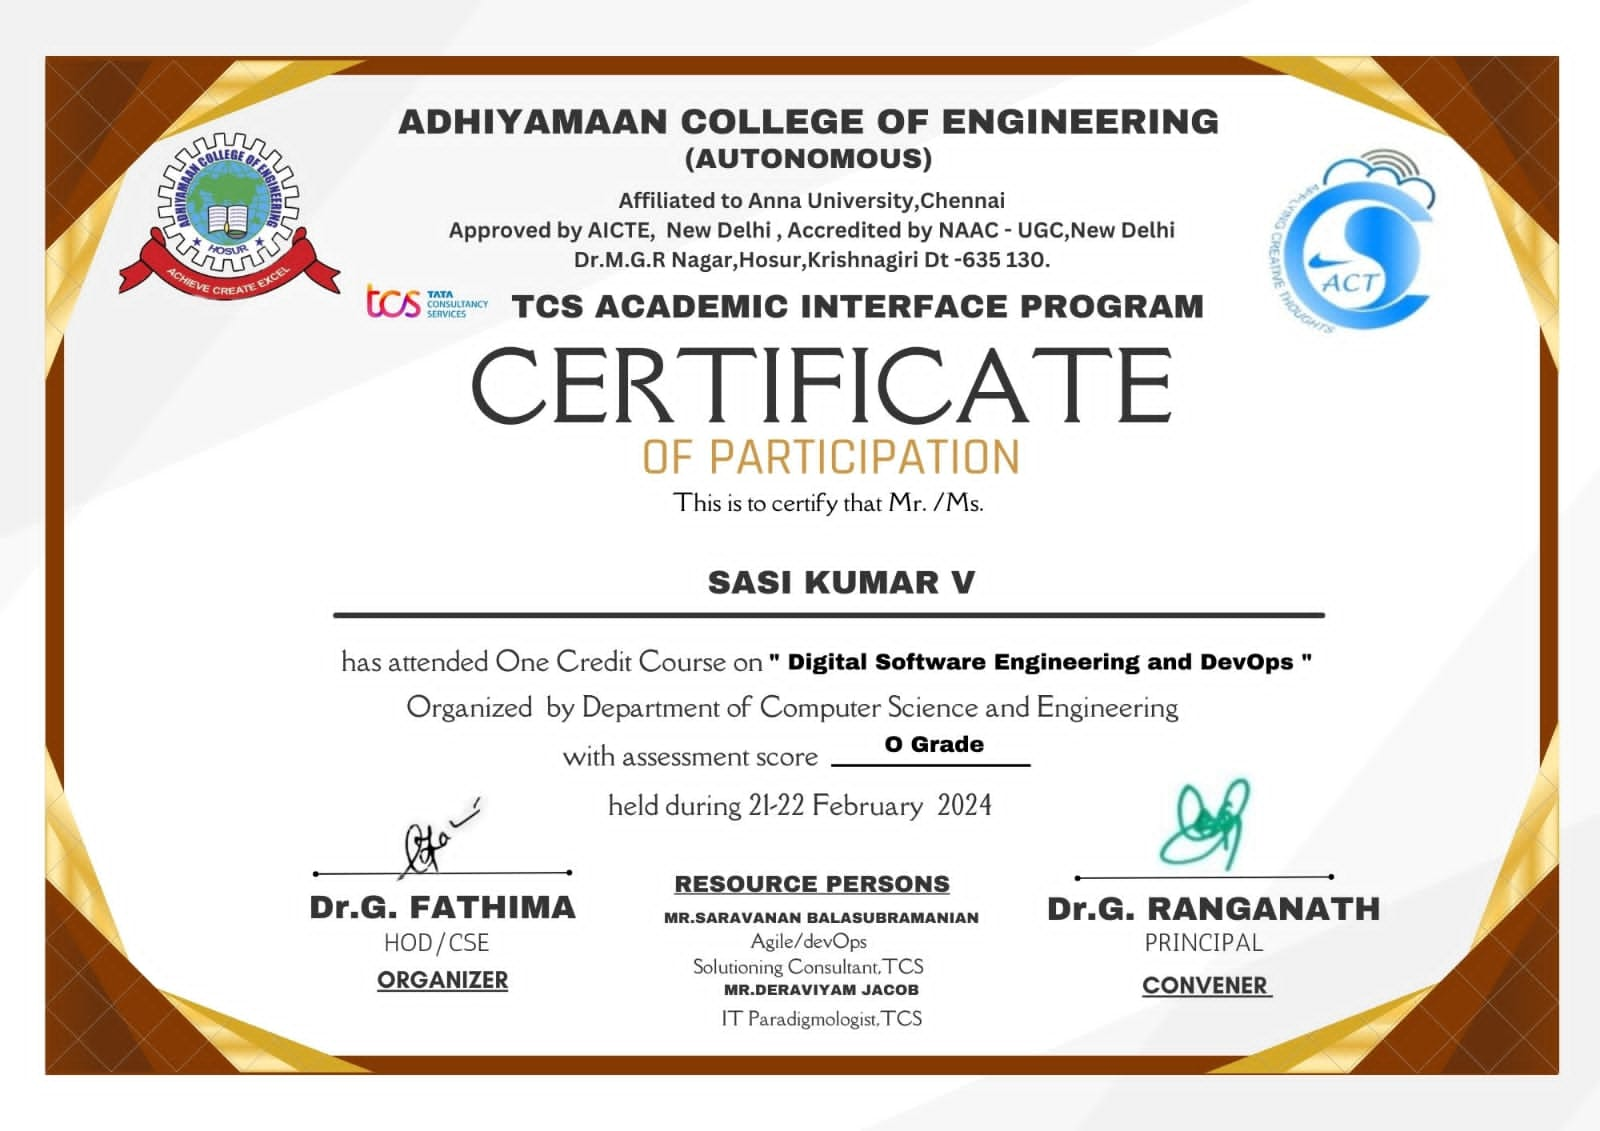 ADHIYAMAAN COLLEGE OF ENGINEERING
(AUTONOMOUS)
Affiliated to Anna University,Chennai
Approved by AICTE, New Delhi , Accredited by NAAC - UGC,New Delhi
Dr.M.G.R Nagar,Hosur,Krishnagiri Dt -635 130.
ADHIYAMAAN COLLEGE OF ENGINEERING
HOSUR
ACHIEVE CREATE EXCEL
APPLYING CREATIVE THOUGHTS
ACT
tcs TATA
CONSULTANCY
SERVICES
TCS ACADEMIC INTERFACE PROGRAM
CERTIFICATE
OF PARTICIPATION
This is to certify that Mr. /Ms.
SASI KUMAR V
has attended One Credit Course on " Digital Software Engineering and DevOps "
Organized by Department of Computer Science and Engineering
with assessment score O Grade
held during 21-22 February 2024
Dr.G. FATHIMA
HOD/CSE
ORGANIZER
RESOURCE PERSONS
MR.SARAVANAN BALASUBRAMANIAN
Agile/devOps
Solutioning Consultant,TCS
MR.DERAVIYAM JACOB
IT Paradigmologist,TCS
Dr.G. RANGANATH
PRINCIPAL
CONVENER